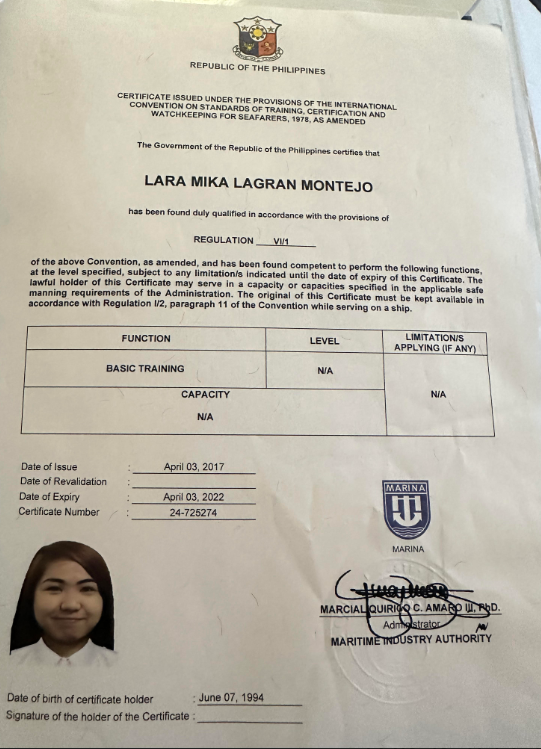 REPUBLIC OF THE PHILIPPINES
CERTIFICATE ISSUED UNDER THE PROVISIONS OF THE INTERNATIONAL
CONVENTION ON STANDARDS OF TRAINING, CERTIFICATION AND
WATCHKEEPING FOR SEAFARERS, 1978, AS AMENDED
The Government of the Republic of the Philippines certifies that
LARA MIKA LAGRAN MONTEJO
has been found duly qualified in accordance with the provisions of
REGULATION VI/1
of the above Convention, as amended, and has been found competent to perform the following functions,
at the level specified, subject to any limitation/s indicated until the date of expiry of this Certificate. The
lawful holder of this Certificate may serve in a capacity or capacities specified in the applicable safe
manning requirements of the Administration. The original of this Certificate must be kept available in
accordance with Regulation I/2, paragraph 11 of the Convention while serving on a ship.
FUNCTION LEVEL LIMITATION/S
APPLYING (IF ANY)
BASIC TRAINING N/A
CAPACITY N/A
N/A
Date of Issue : April 03, 2017
Date of Revalidation :
Date of Expiry : April 03, 2022
Certificate Number : 24-725274
MARINA
MARINA
MARCIAL QUIRICO C. AMARO III, PhD.
Administrator
MARITIME INDUSTRY AUTHORITY
Date of birth of certificate holder : June 07, 1994
Signature of the holder of the Certificate :